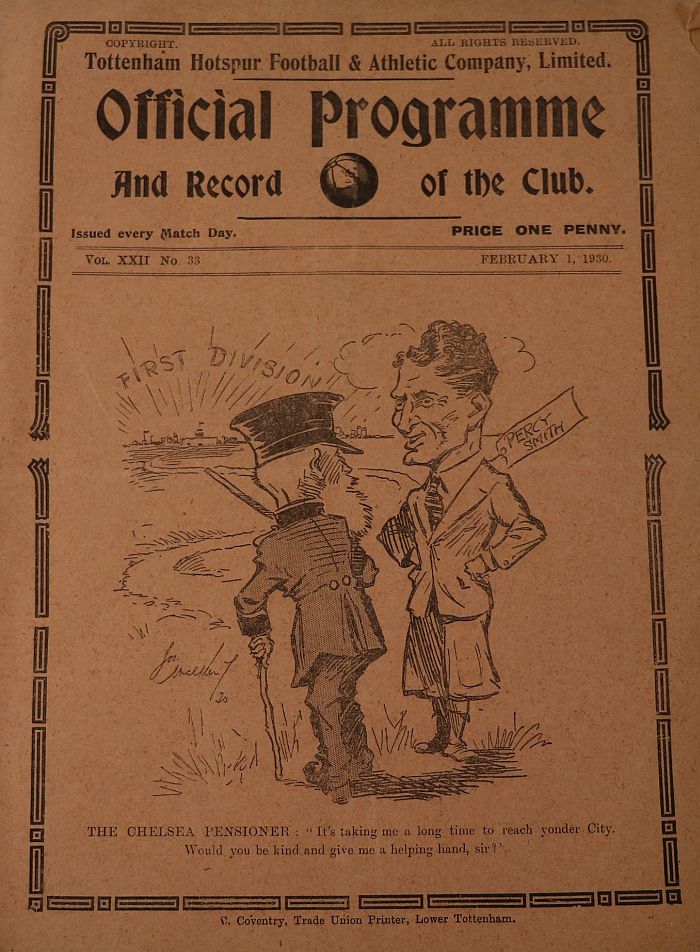 COPYRIGHT. ALL RIGHTS RESERVED.
Tottenham Hotspur Football & Athletic Company, Limited.
Official Programme
And Record of the Club.
Issued every Match Day. PRICE ONE PENNY.
VOL. XXII No. 33 FEBRUARY 1, 1930.
FIRST DIVISION
PERCY
SMITH
THE CHELSEA PENSIONER : "It's taking me a long time to reach yonder City.
Would you be kind and give me a helping hand, sir?"
C. Coventry, Trade Union Printer, Lower Tottenham.